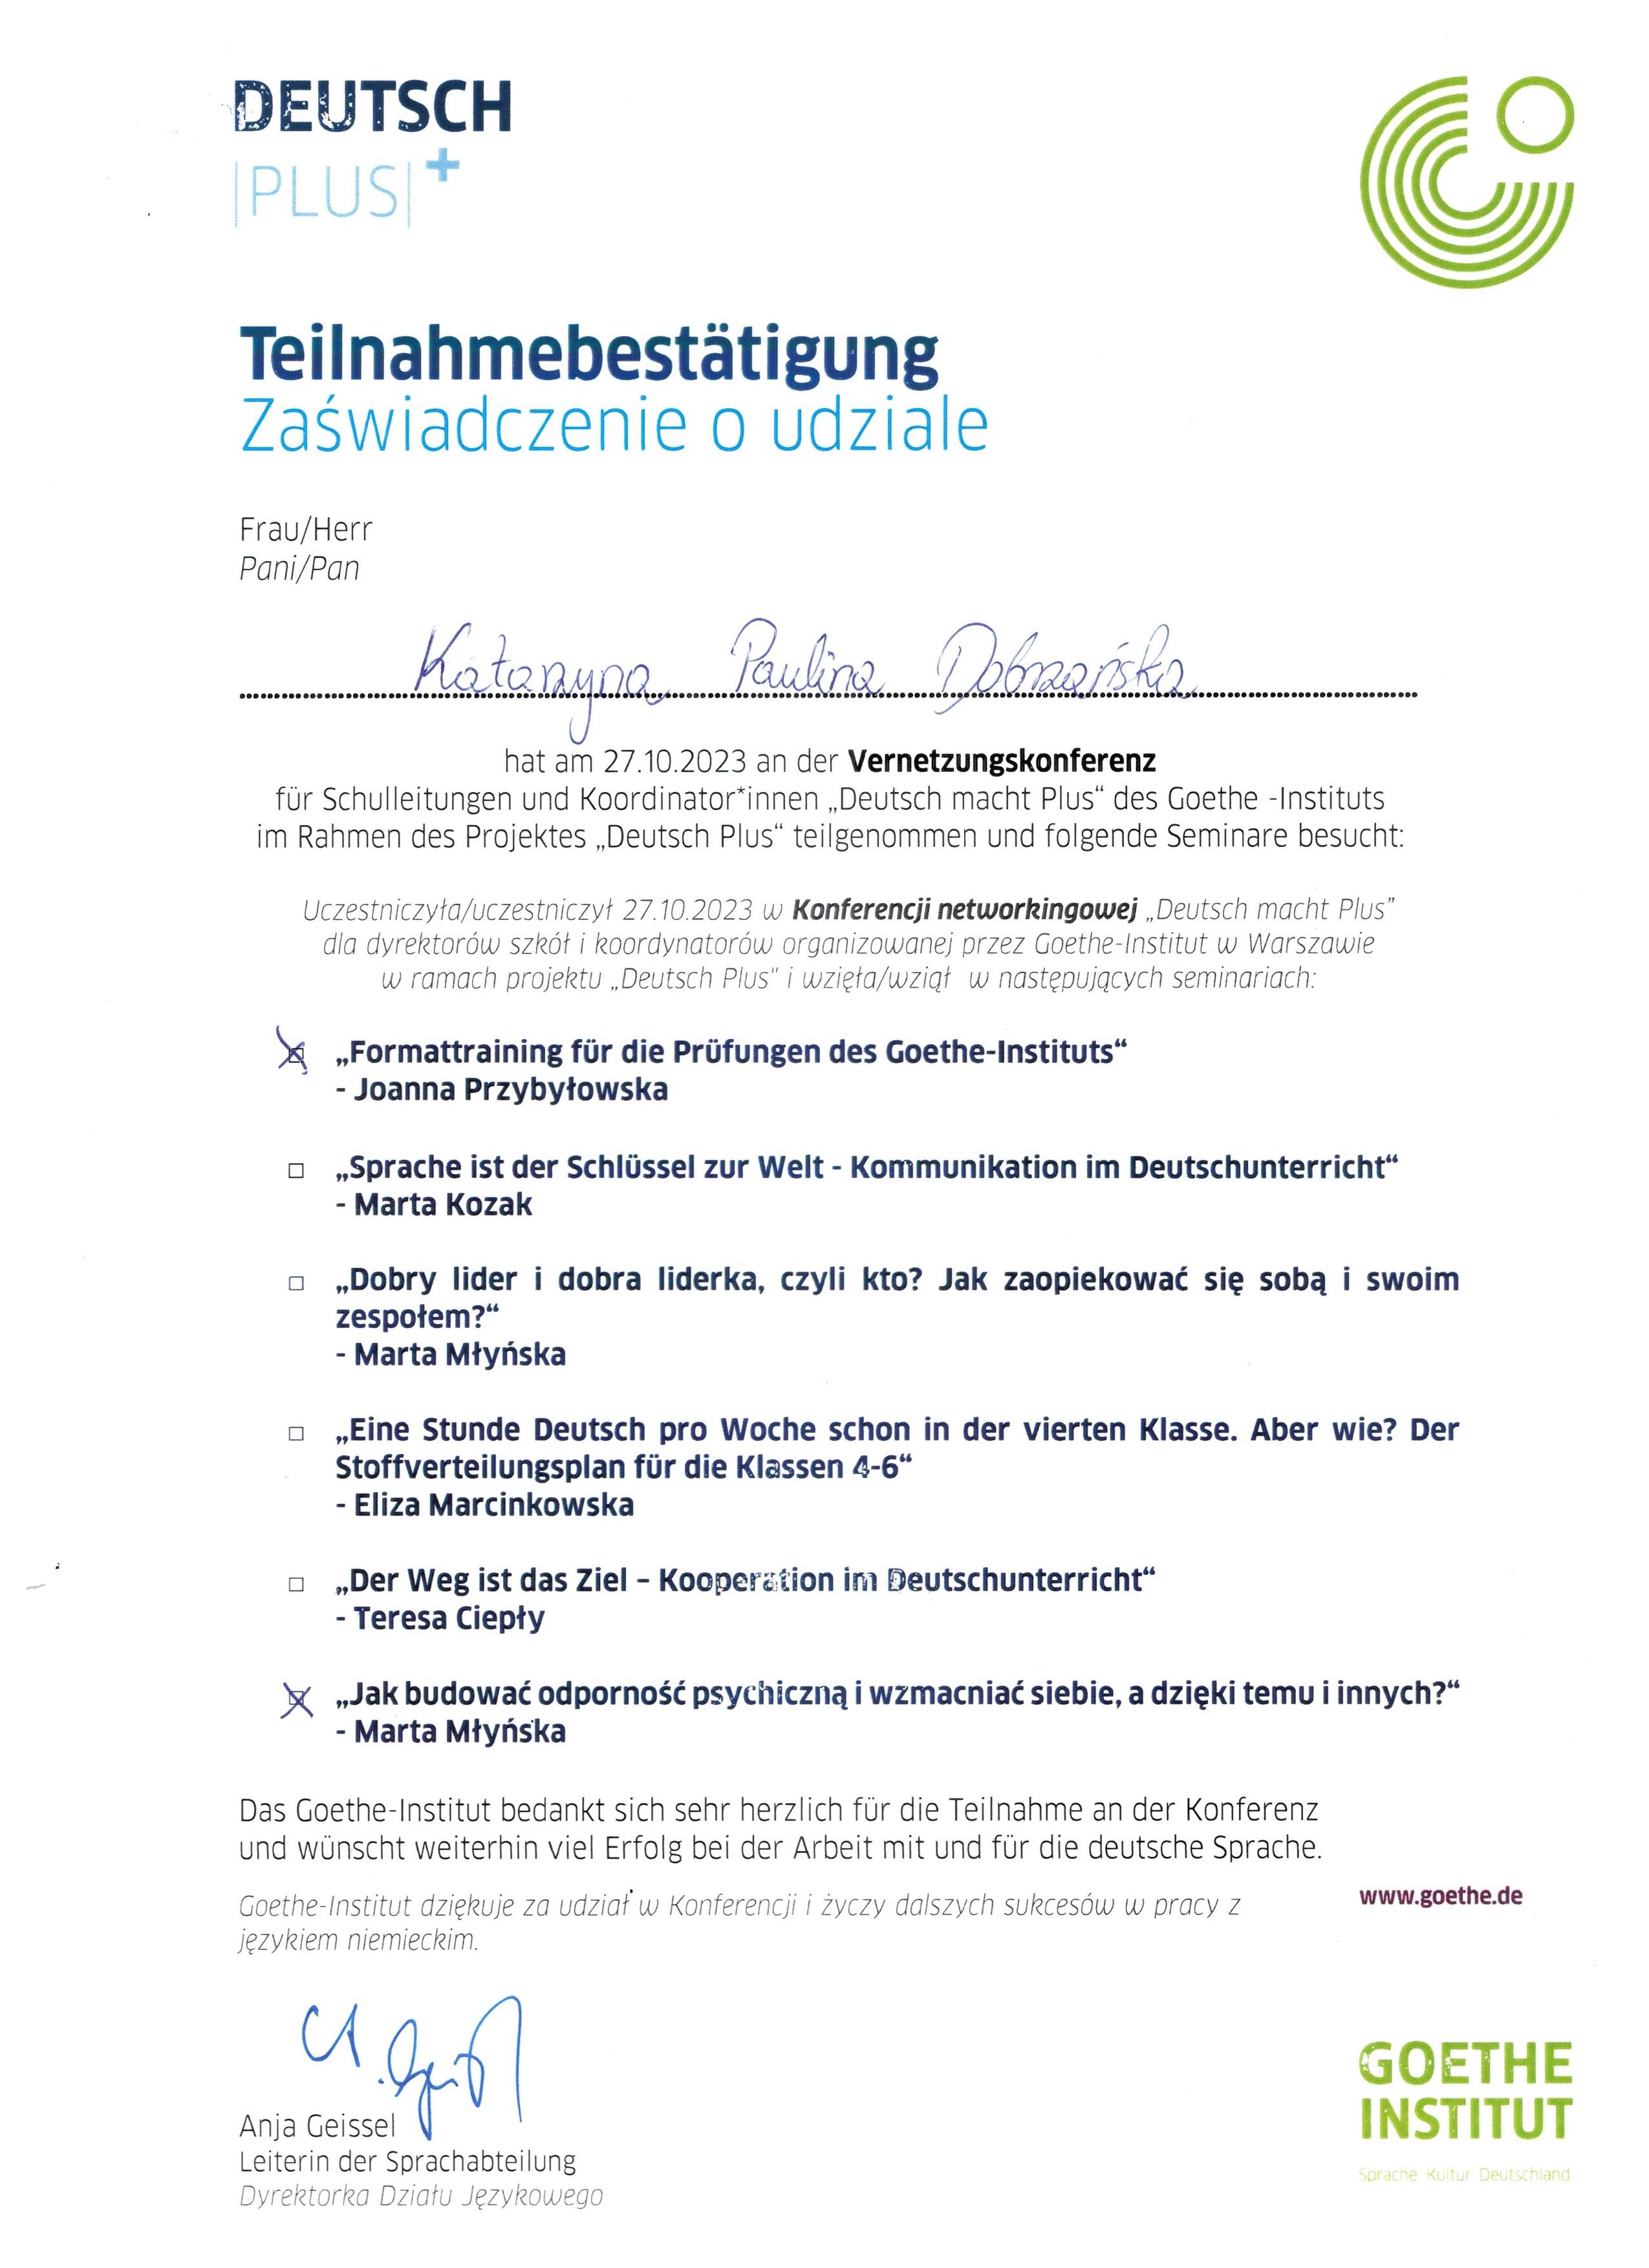 DEUTSCH
|PLUS|+
Teilnahmebestätigung
Zaświadczenie o udziale
Frau/Herr
Pani/Pan
Katarzyna Paulina Dobrzańska
hat am 27.10.2023 an der Vernetzungskonferenz
für Schulleitungen und Koordinator*innen „Deutsch macht Plus“ des Goethe -Instituts
im Rahmen des Projektes „Deutsch Plus“ teilgenommen und folgende Seminare besucht:
Uczestniczyła/uczestniczył 27.10.2023 w Konferencji networkingowej „Deutsch macht Plus”
dla dyrektorów szkół i koordynatorów organizowanej przez Goethe-Institut w Warszawie
w ramach projektu „Deutsch Plus" i wzięła/wziął w następujących seminariach:
„Formattraining für die Prüfungen des Goethe-Instituts“
- Joanna Przybyłowska
„Sprache ist der Schlüssel zur Welt - Kommunikation im Deutschunterricht“
- Marta Kozak
„Dobry lider i dobra liderka, czyli kto? Jak zaopiekować się sobą i swoim
zespołem?“
- Marta Młyńska
„Eine Stunde Deutsch pro Woche schon in der vierten Klasse. Aber wie? Der
Stoffverteilungsplan für die Klassen 4-6“
- Eliza Marcinkowska
„Der Weg ist das Ziel – Kooperation im Deutschunterricht“
- Teresa Ciepły
„Jak budować odporność psychiczną i wzmacniać siebie, a dzięki temu i innych?“
- Marta Młyńska
Das Goethe-Institut bedankt sich sehr herzlich für die Teilnahme an der Konferenz
und wünscht weiterhin viel Erfolg bei der Arbeit mit und für die deutsche Sprache.
Goethe-Institut dziękuje za udział w Konferencji i życzy dalszych sukcesów w pracy z
językiem niemieckim.
www.goethe.de
Anja Geissel
Leiterin der Sprachabteilung
Dyrektorka Działu Językowego
GOETHE
INSTITUT
Sprache. Kultur. Deutschland